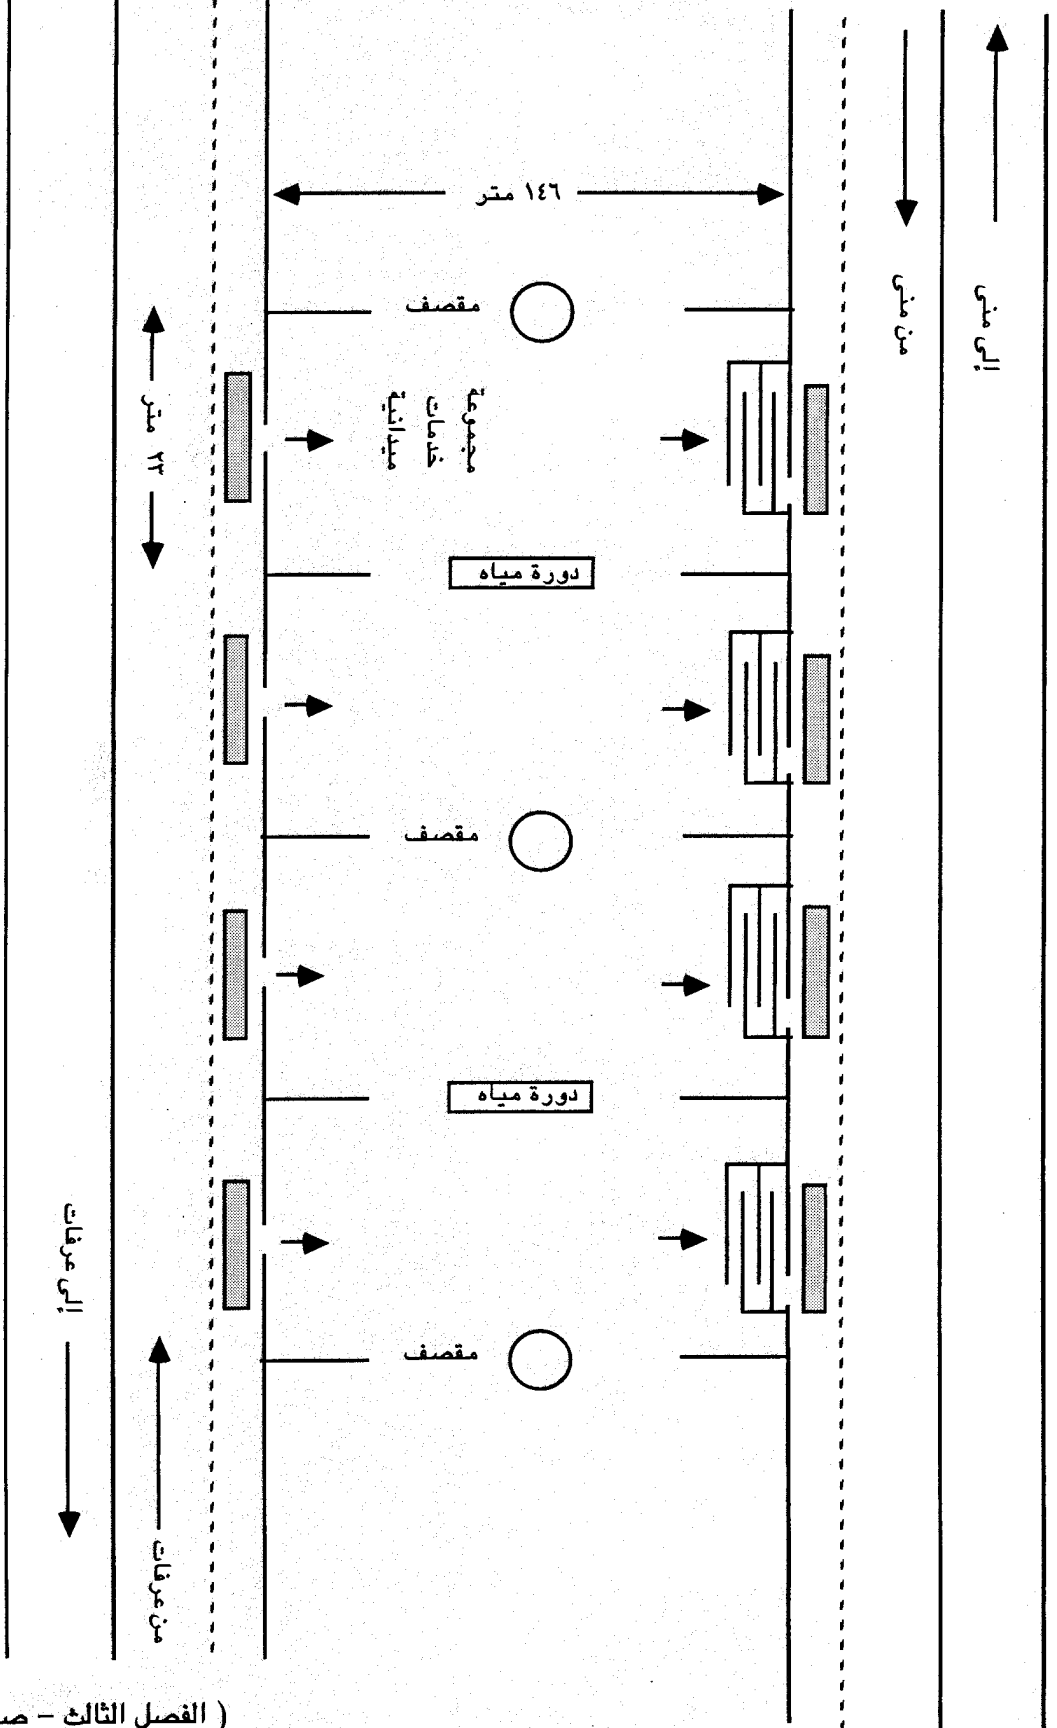 ١٤٦ متر
إلى منى
من منى
مقصف
مجموعة
خدمات
ميدانية
٢٣ متر
دورة مياه
مقصف
دورة مياه
إلى عرفات
مقصف
من عرفات
( الفصل الثالث –